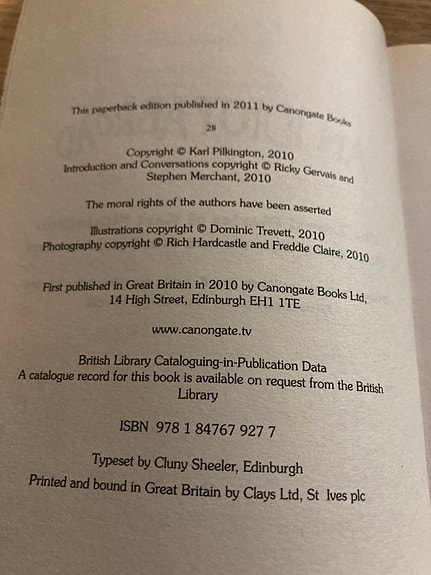 This paperback edition published in 2011 by Canongate Books
28
Copyright © Karl Pilkington, 2010
Introduction and Conversations copyright © Ricky Gervais and
Stephen Merchant, 2010
The moral rights of the authors have been asserted
Illustrations copyright © Dominic Trevett, 2010
Photography copyright © Rich Hardcastle and Freddie Claire, 2010
First published in Great Britain in 2010 by Canongate Books Ltd,
14 High Street, Edinburgh EH1 1TE
www.canongate.tv
British Library Cataloguing-in-Publication Data
A catalogue record for this book is available on request from the British
Library
ISBN 978 1 84767 927 7
Typeset by Cluny Sheeler, Edinburgh
Printed and bound in Great Britain by Clays Ltd, St Ives plc